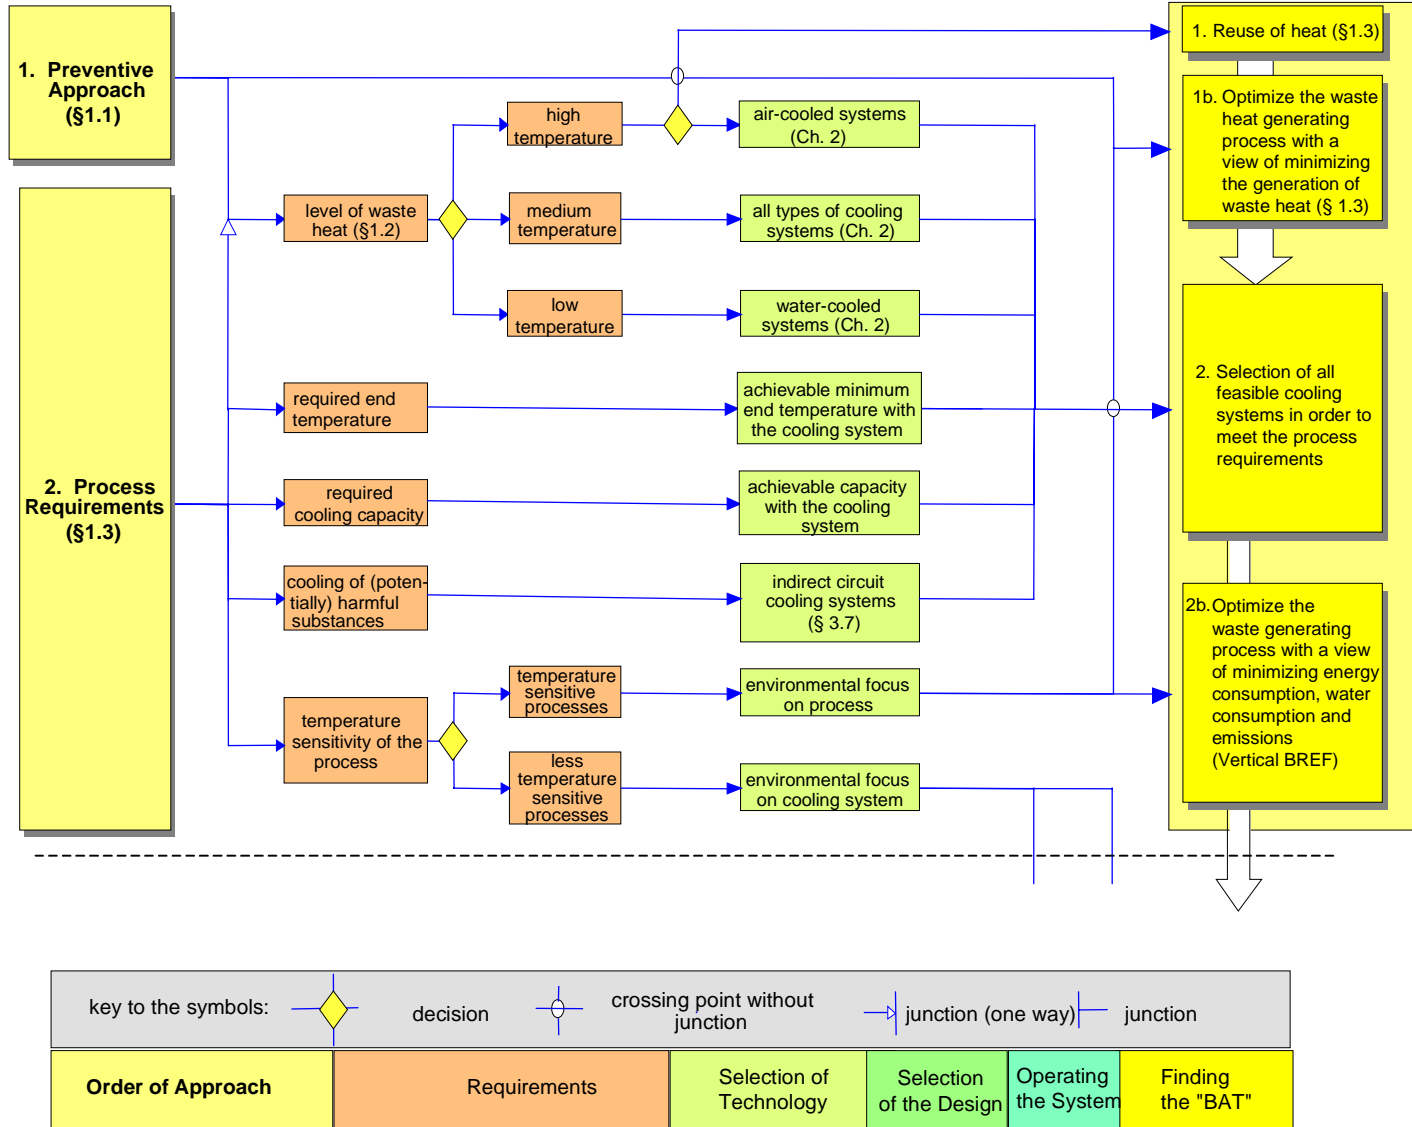 1. Preventive
Approach
(§1.1)
2. Process
Requirements
(§1.3)
level of waste
heat (§1.2)
high
temperature
medium
temperature
low
temperature
air-cooled systems
(Ch. 2)
all types of cooling
systems (Ch. 2)
water-cooled
systems (Ch. 2)
required end
temperature
achievable minimum
end temperature with
the cooling system
required
cooling capacity
achievable capacity
with the cooling
system
cooling of (poten-
tially) harmful
substances
indirect circuit
cooling systems
(§ 3.7)
temperature
sensitivity of the
process
temperature
sensitive
processes
environmental focus
on process
less
temperature
sensitive
processes
environmental focus
on cooling system
1. Reuse of heat (§1.3)
1b. Optimize the waste
heat generating
process with a
view of minimizing
the generation of
waste heat (§ 1.3)
2. Selection of all
feasible cooling
systems in order to
meet the process
requirements
2b. Optimize the
waste generating
process with a view
of minimizing energy
consumption, water
consumption and
emissions
(Vertical BREF)
key to the symbols:
decision
crossing point without
junction
junction (one way)
junction
Order of Approach
Requirements
Selection of
Technology
Selection
of the Design
Operating
the System
Finding
the "BAT"